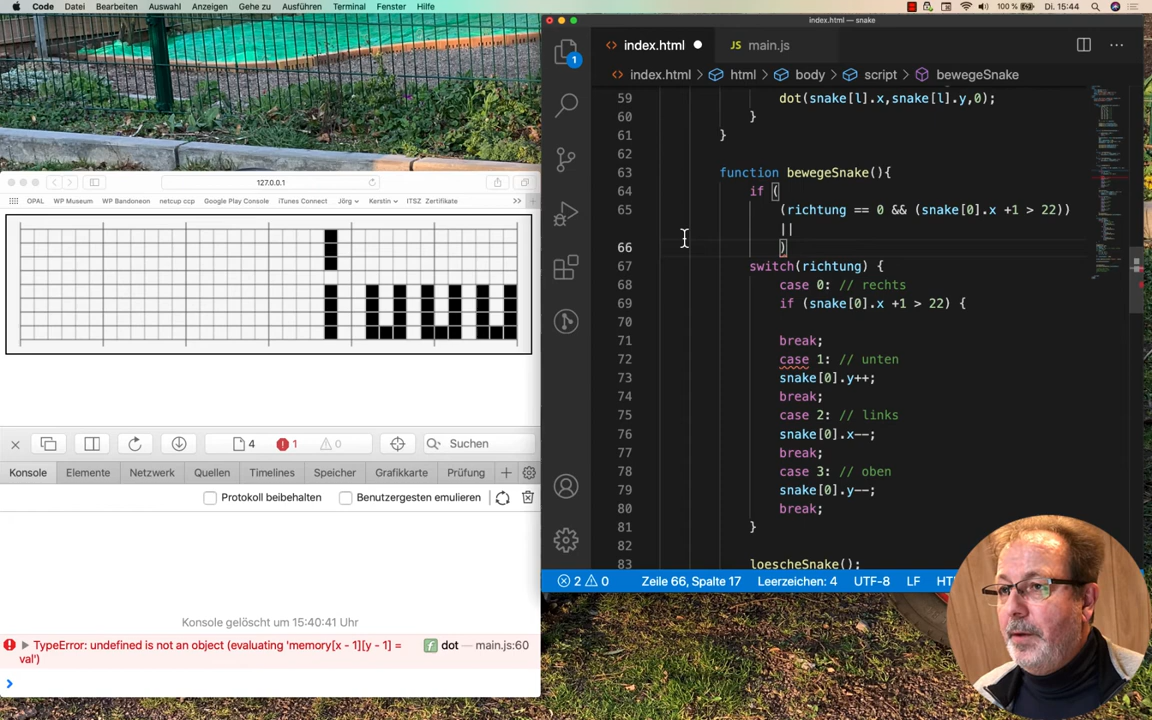 Code Datei Bearbeiten Auswahl Anzeigen Gehe zu Ausführen Terminal Fenster Hilfe 100 % Di. 15:44
index.html — snake
index.html main.js
1
index.html html body script bewegeSnake
59 dot(snake[l].x,snake[l].y,0);
60 }
61 }
62
63 function bewegeSnake(){
64 if (
65 (richtung == 0 && (snake[0].x +1 > 22))
||
66 )
67 switch(richtung) {
68 case 0: // rechts
69 if (snake[0].x +1 > 22) {
70
71 break;
72 case 1: // unten
73 snake[0].y++;
74 break;
75 case 2: // links
76 snake[0].x--;
77 break;
78 case 3: // oben
79 snake[0].y--;
80 break;
81 }
82
83 loescheSnake();
2 0 Zeile 66, Spalte 17 Leerzeichen: 4 UTF-8 LF
127.0.0.1
OPAL WP Museum WP Bandoneon netcup ccp Google Play Console iTunes Connect Jörg Kerstin ITSZ Zertifikate
4 1 0 Suchen
Konsole Elemente Netzwerk Quellen Timelines Speicher Grafikkarte Prüfung
Protokoll beibehalten Benutzergesten emulieren
Konsole gelöscht um 15:40:41 Uhr
TypeError: undefined is not an object (evaluating 'memory[x - 1][y - 1] = val') f dot — main.js:60